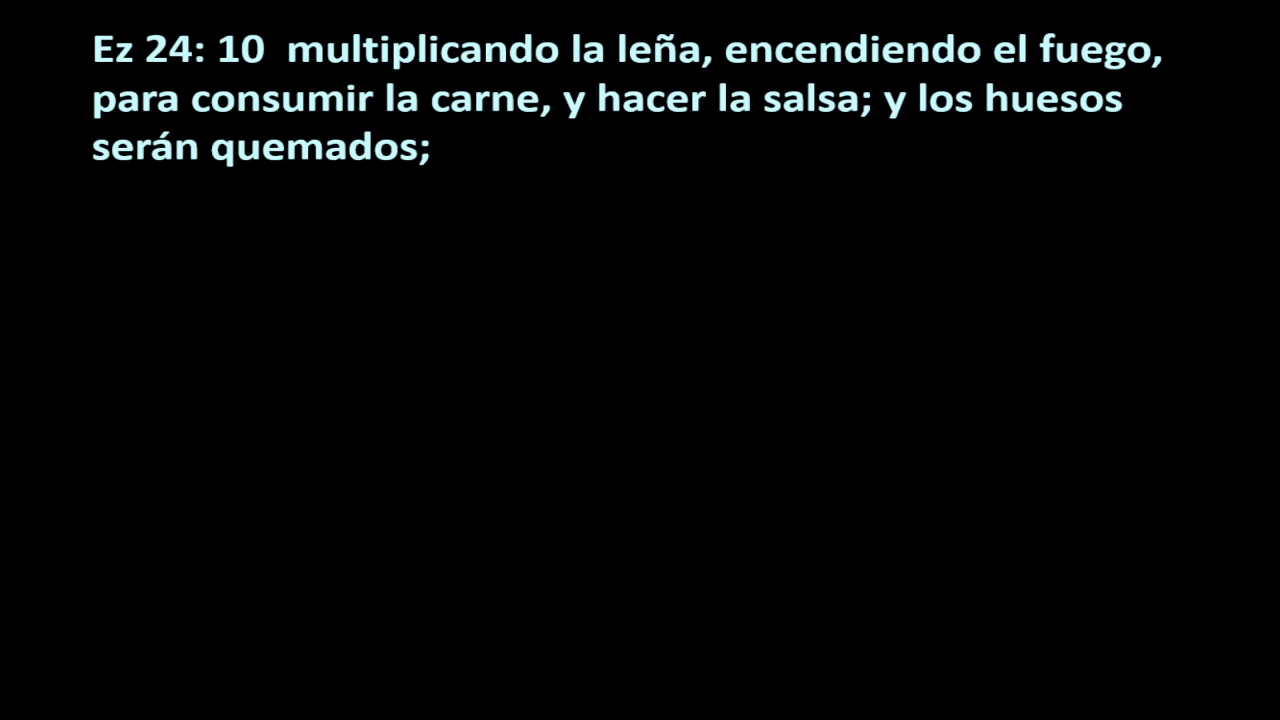 Ez 24: 10  multiplicando la leña, encendiendo el fuego,
para consumir la carne, y hacer la salsa; y los huesos
serán quemados;